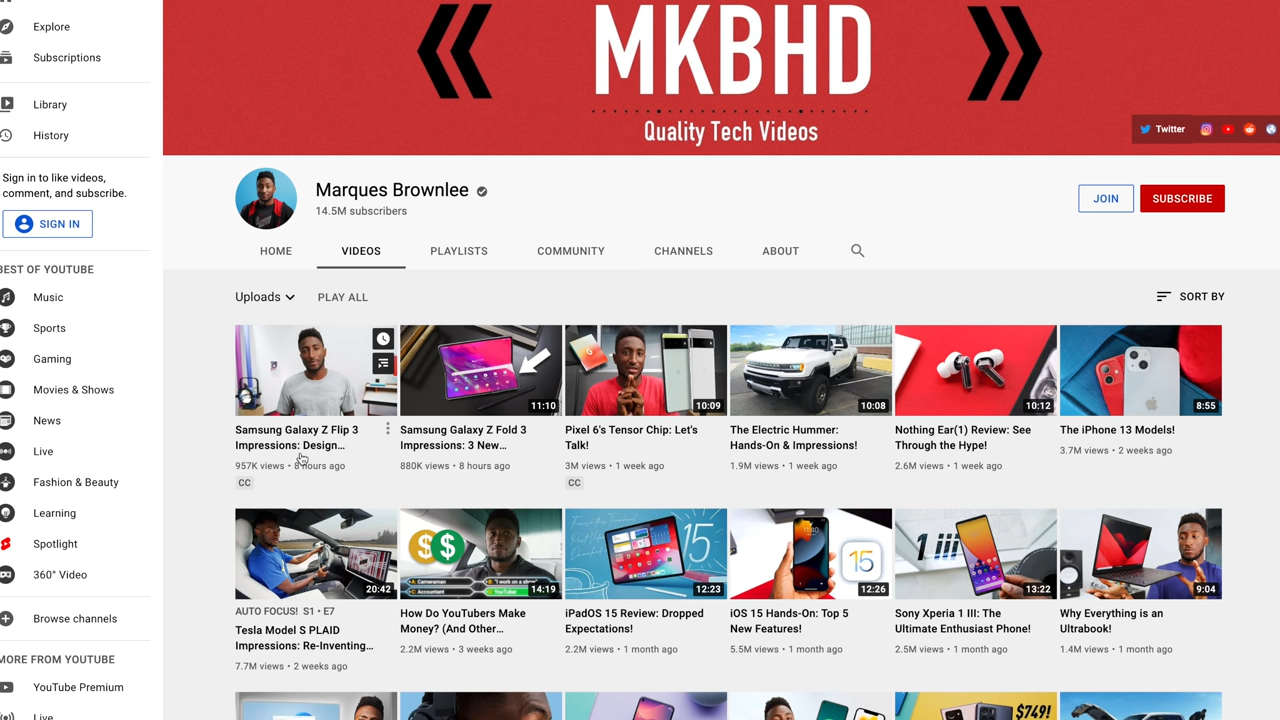 Explore
Subscriptions
Library
History
Sign in to like videos,
comment, and subscribe.
SIGN IN
BEST OF YOUTUBE
Music
Sports
Gaming
Movies & Shows
News
Live
Fashion & Beauty
Learning
Spotlight
360° Video
Browse channels
MORE FROM YOUTUBE
YouTube Premium
Live
MKBHD
Quality Tech Videos
Twitter
Marques Brownlee
14.5M subscribers
JOIN
SUBSCRIBE
HOME VIDEOS PLAYLISTS COMMUNITY CHANNELS ABOUT
Uploads PLAY ALL
SORT BY
Samsung Galaxy Z Flip 3
Impressions: Design...
957K views • hours ago
CC
11:10
Samsung Galaxy Z Fold 3
Impressions: 3 New...
880K views • 8 hours ago
10:09
Pixel 6's Tensor Chip: Let's
Talk!
3M views • 1 week ago
CC
10:08
The Electric Hummer:
Hands-On & Impressions!
1.9M views • 1 week ago
10:12
Nothing Ear(1) Review: See
Through the Hype!
2.6M views • 1 week ago
8:55
The iPhone 13 Models!
3.7M views • 2 weeks ago
20:42
AUTO FOCUS! S1 • E7
Tesla Model S PLAID
Impressions: Re-Inventing...
7.7M views • 2 weeks ago
A: Cameraman
C: Accountant
YouTuber
14:19
How Do YouTubers Make
Money? (And Other...
2.2M views • 3 weeks ago
15
12:23
iPadOS 15 Review: Dropped
Expectations!
2.2M views • 1 month ago
15
12:26
iOS 15 Hands-On: Top 5
New Features!
5.5M views • 1 month ago
1 iii
13:22
Sony Xperia 1 III: The
Ultimate Enthusiast Phone!
2.5M views • 1 month ago
9:04
Why Everything is an
Ultrabook!
1.4M views • 1 month ago
$749!